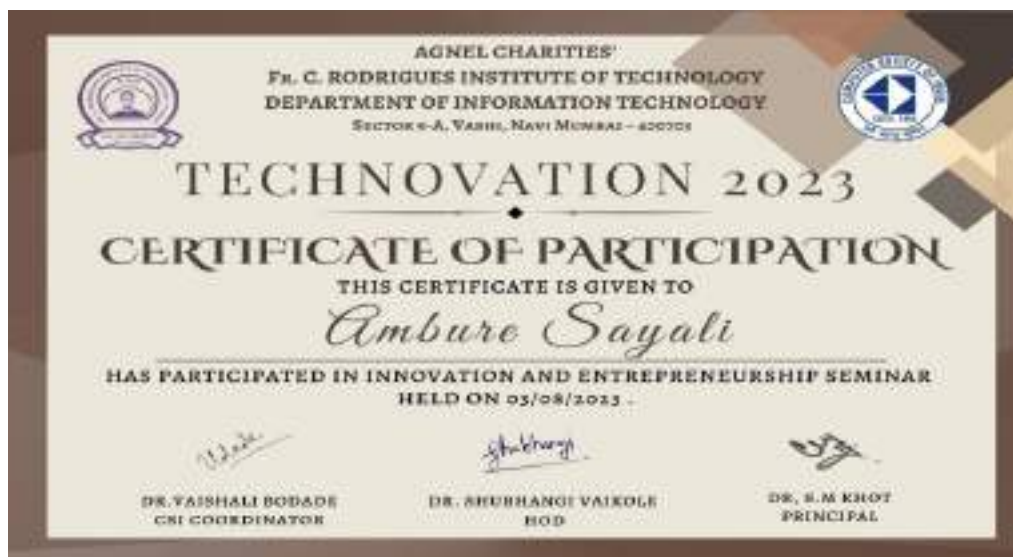 AGNEL CHARITIES'
FR. C. RODRIGUES INSTITUTE OF TECHNOLOGY
DEPARTMENT OF INFORMATION TECHNOLOGY
SECTOR 9-A, VASHI, NAVI MUMBAI – 400703
TECHNOVATION 2023
CERTIFICATE OF PARTICIPATION
THIS CERTIFICATE IS GIVEN TO
Ambure Sayali
HAS PARTICIPATED IN INNOVATION AND ENTREPRENEURSHIP SEMINAR
HELD ON 03/08/2023 .
Shubhangi
DR.VAISHALI BODADE
CSI COORDINATOR
DR. SHUBHANGI VAIKOLE
HOD
DR, S.M KHOT
PRINCIPAL